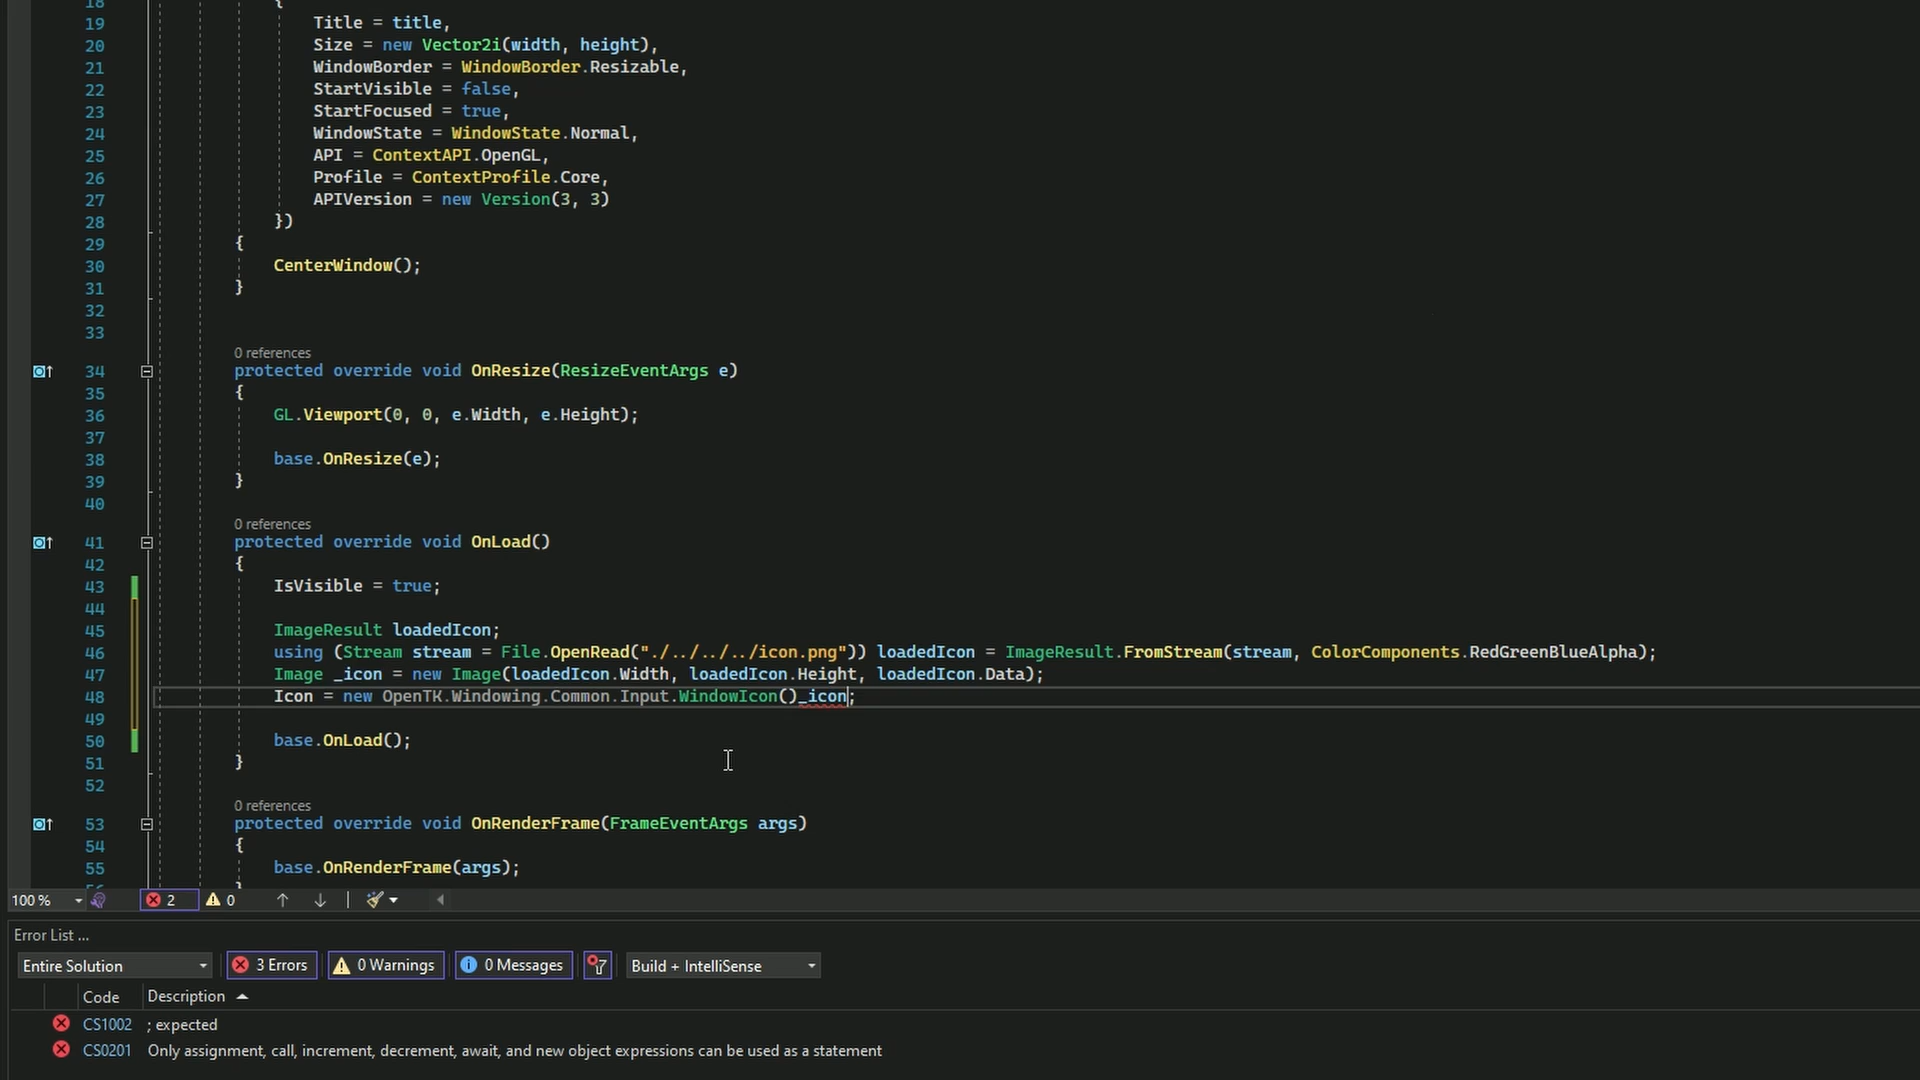 18 {
19 Title = title,
20 Size = new Vector2i(width, height),
21 WindowBorder = WindowBorder.Resizable,
22 StartVisible = false,
23 StartFocused = true,
24 WindowState = WindowState.Normal,
25 API = ContextAPI.OpenGL,
26 Profile = ContextProfile.Core,
27 APIVersion = new Version(3, 3)
28 })
29 {
30 CenterWindow();
31 }
32
33
0 references
34 protected override void OnResize(ResizeEventArgs e)
35 {
36 GL.Viewport(0, 0, e.Width, e.Height);
37
38 base.OnResize(e);
39 }
40
0 references
41 protected override void OnLoad()
42 {
43 IsVisible = true;
44
45 ImageResult loadedIcon;
46 using (Stream stream = File.OpenRead("./../../../icon.png")) loadedIcon = ImageResult.FromStream(stream, ColorComponents.RedGreenBlueAlpha);
47 Image _icon = new Image(loadedIcon.Width, loadedIcon.Height, loadedIcon.Data);
48 Icon = new OpenTK.Windowing.Common.Input.WindowIcon()_icon;
49
50 base.OnLoad();
51 }
52
0 references
53 protected override void OnRenderFrame(FrameEventArgs args)
54 {
55 base.OnRenderFrame(args);
100 % 2 0
Error List ...
Entire Solution 3 Errors 0 Warnings 0 Messages Build + IntelliSense
Code Description
CS1002 ; expected
CS0201 Only assignment, call, increment, decrement, await, and new object expressions can be used as a statement